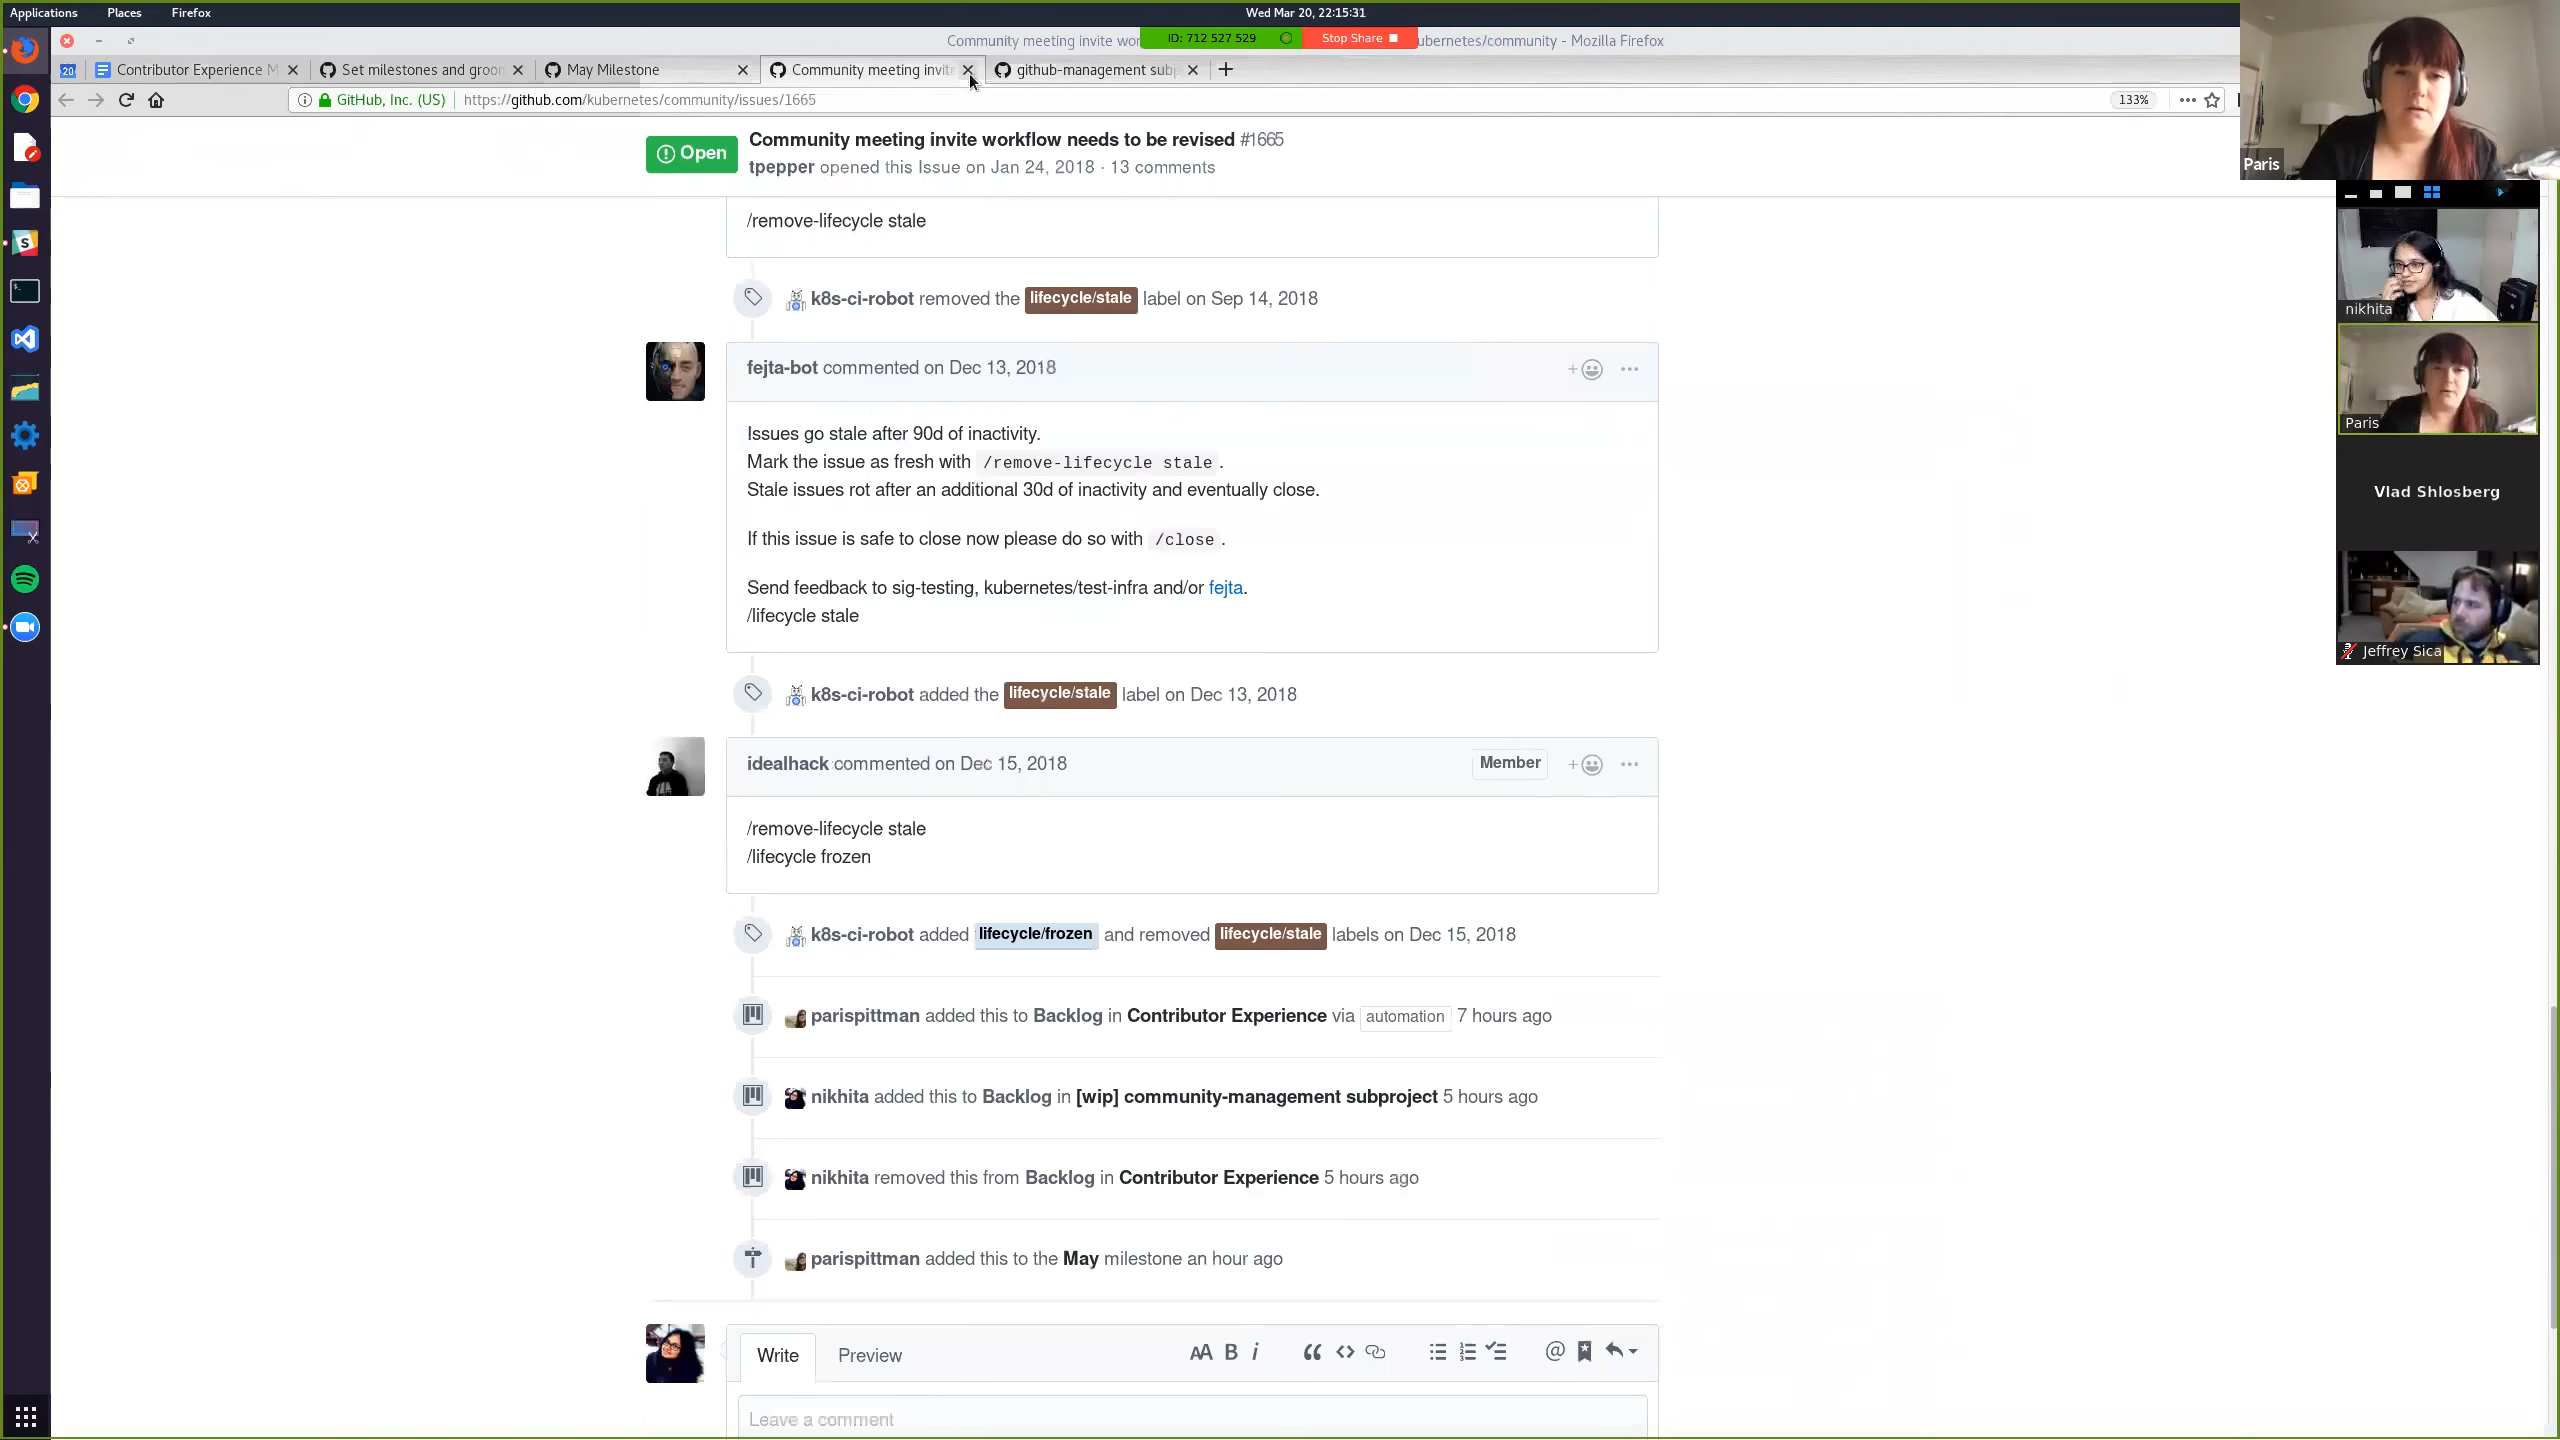 Applications Places Firefox
Wed Mar 20, 22:15:31
Community meeting invite wor
ID: 712 527 529
Stop Share
ubernetes/community - Mozilla Firefox
Contributor Experience M
Set milestones and groo
May Milestone
Community meeting invit
github-management sub
GitHub, Inc. (US)
https://github.com/kubernetes/community/issues/1665
133%
Open
Community meeting invite workflow needs to be revised #1665
tpepper opened this Issue on Jan 24, 2018 · 13 comments
/remove-lifecycle stale
k8s-ci-robot removed the lifecycle/stale label on Sep 14, 2018
fejta-bot commented on Dec 13, 2018
Issues go stale after 90d of inactivity.
Mark the issue as fresh with /remove-lifecycle stale .
Stale issues rot after an additional 30d of inactivity and eventually close.
If this issue is safe to close now please do so with /close .
Send feedback to sig-testing, kubernetes/test-infra and/or fejta.
/lifecycle stale
k8s-ci-robot added the lifecycle/stale label on Dec 13, 2018
idealhack commented on Dec 15, 2018
Member
/remove-lifecycle stale
/lifecycle frozen
k8s-ci-robot added lifecycle/frozen and removed lifecycle/stale labels on Dec 15, 2018
parispittman added this to Backlog in Contributor Experience via automation 7 hours ago
nikhita added this to Backlog in [wip] community-management subproject 5 hours ago
nikhita removed this from Backlog in Contributor Experience 5 hours ago
parispittman added this to the May milestone an hour ago
Write
Preview
Leave a comment
Paris
nikhita
Paris
Vlad Shlosberg
Jeffrey Sica